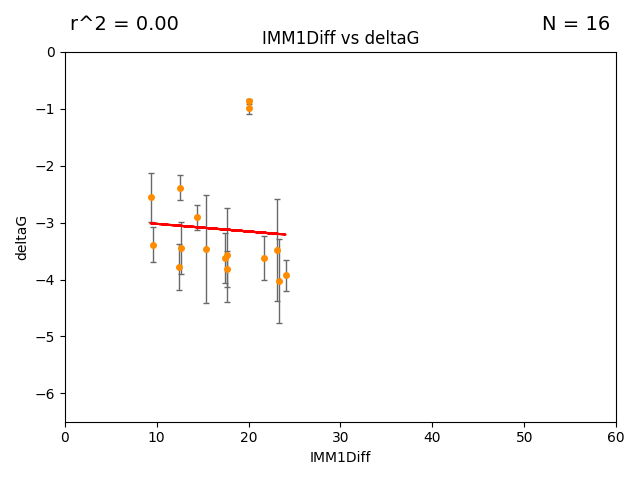 r^2 = 0.00
N = 16
IMM1Diff vs deltaG
0
−1
−2
−3
−4
−5
−6
deltaG
0 10 20 30 40 50 60
IMM1Diff